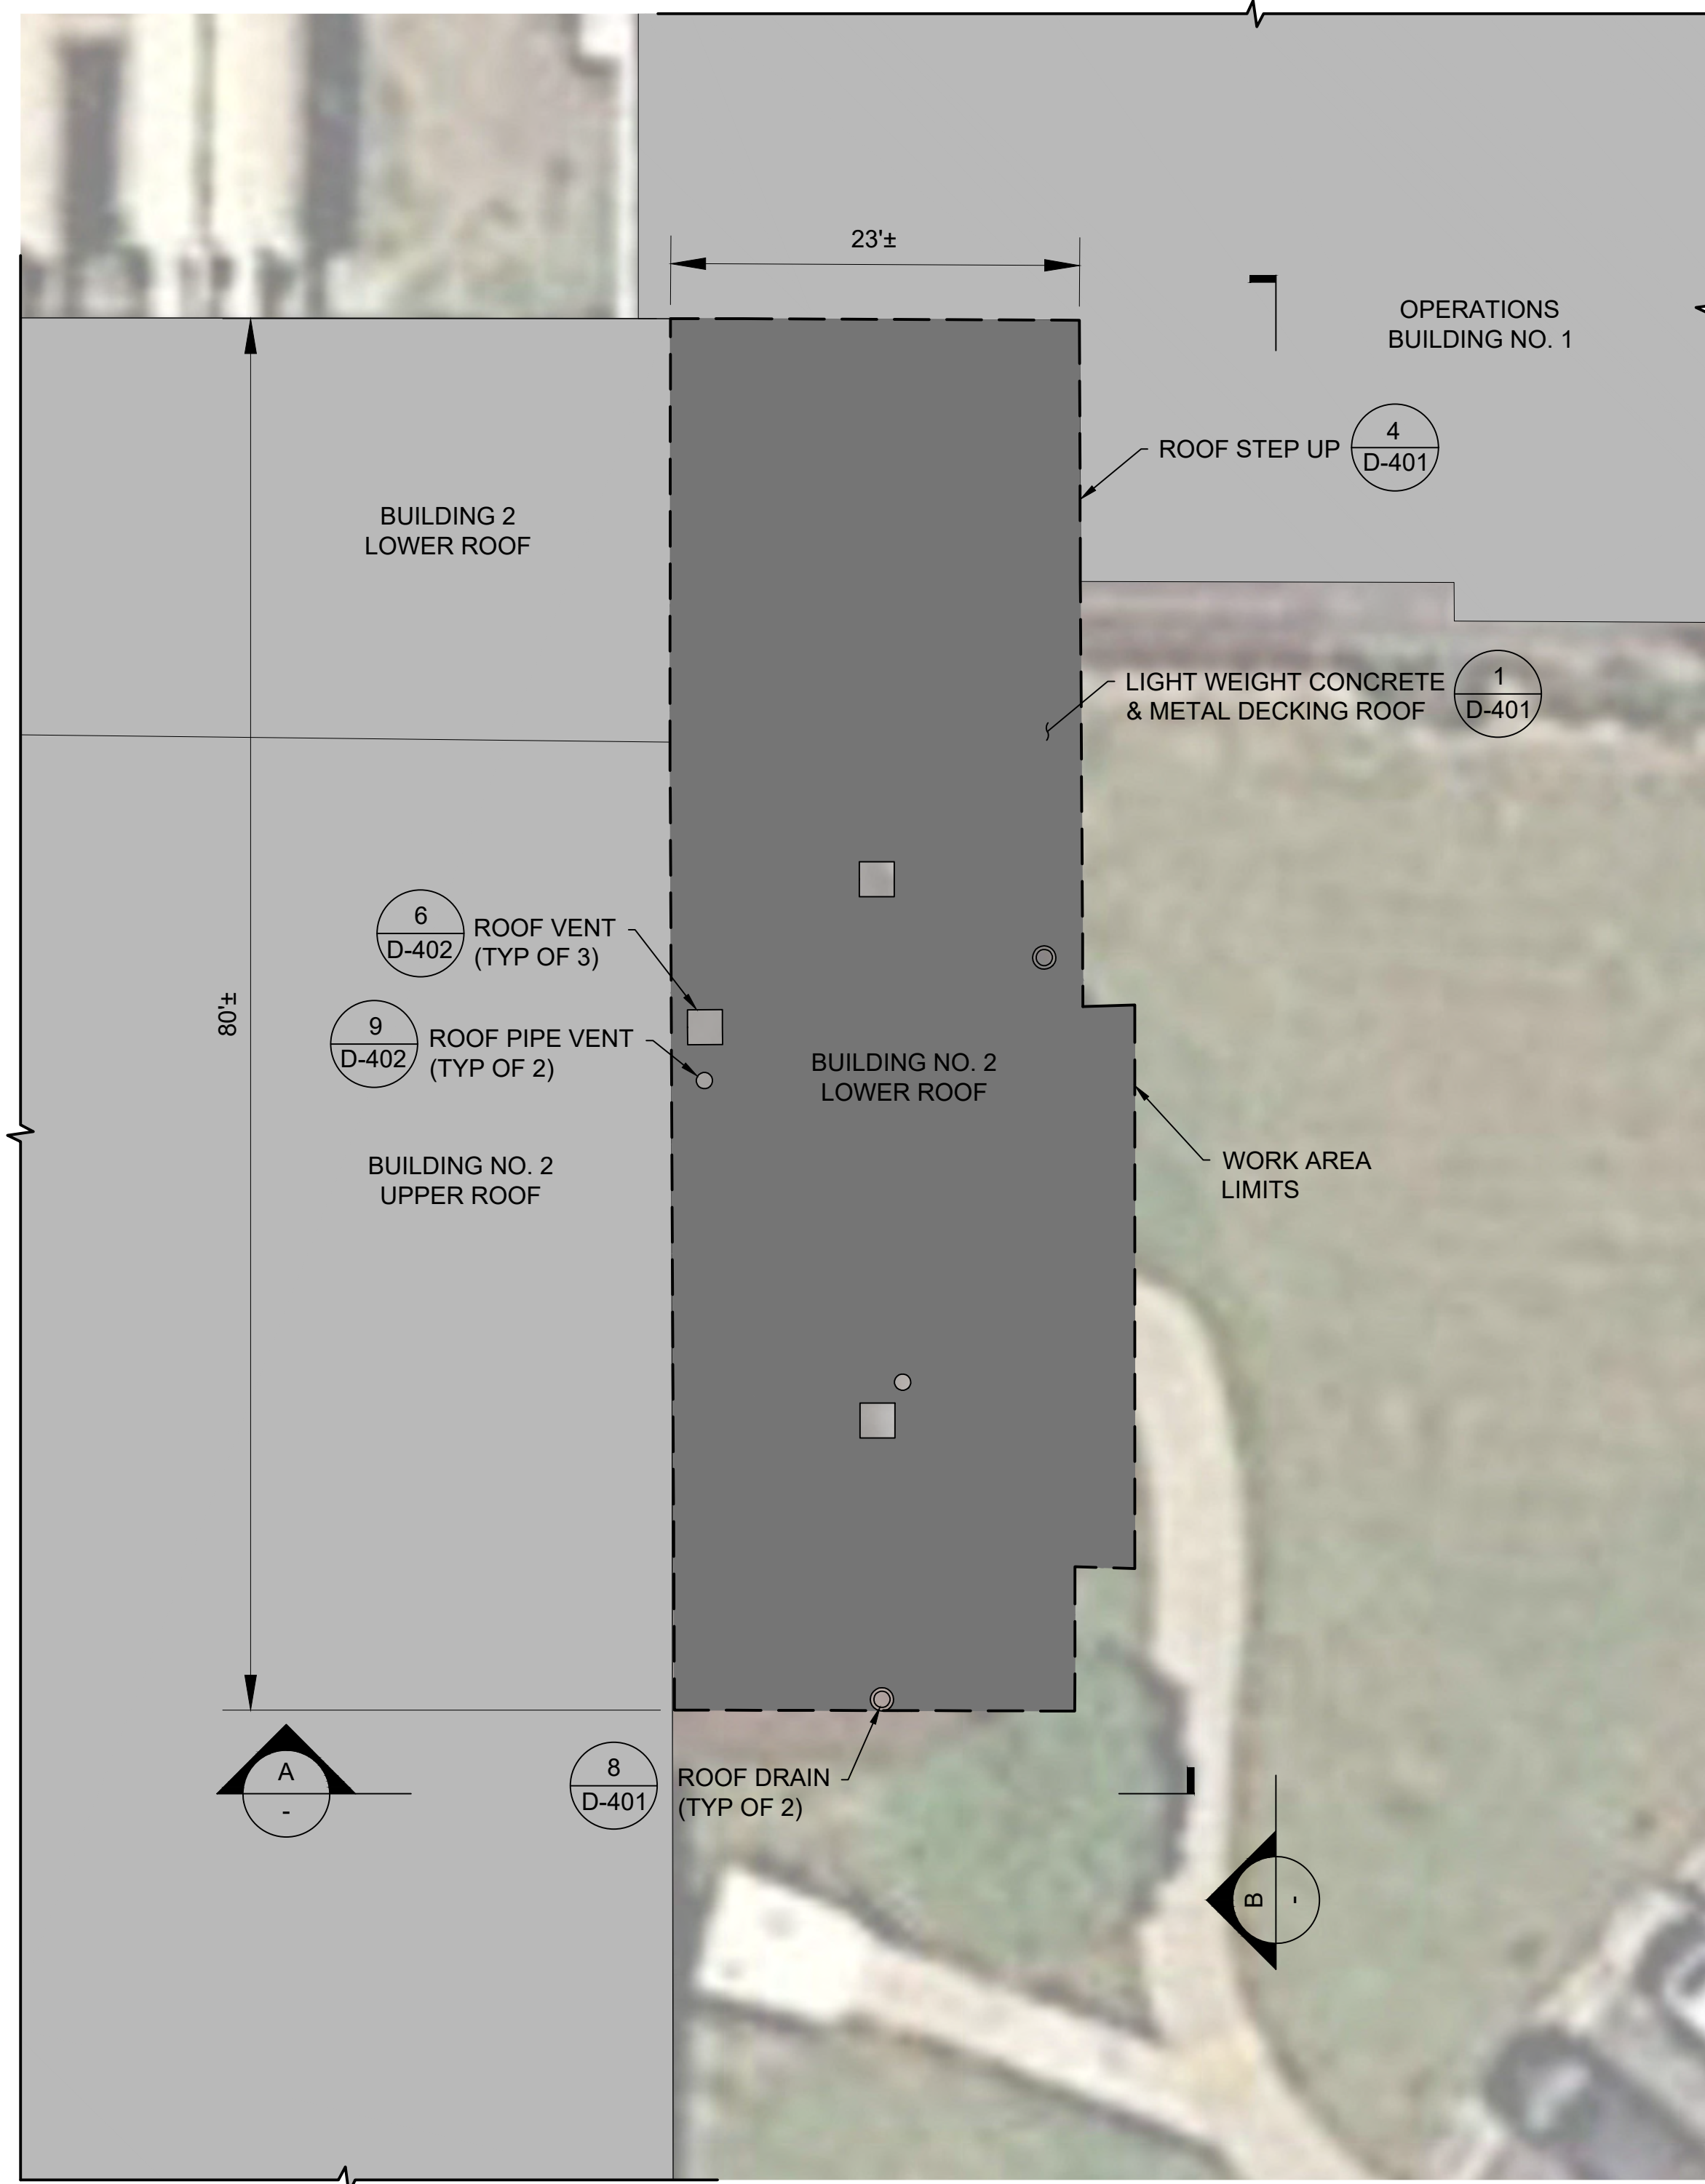 23'±
OPERATIONS
BUILDING NO. 1
4
D-401
ROOF STEP UP
BUILDING 2
LOWER ROOF
1
D-401
LIGHT WEIGHT CONCRETE
& METAL DECKING ROOF
6
D-402
ROOF VENT
(TYP OF 3)
80'±
9
D-402
ROOF PIPE VENT
(TYP OF 2)
BUILDING NO. 2
LOWER ROOF
BUILDING NO. 2
UPPER ROOF
WORK AREA
LIMITS
A
-
8
D-401
ROOF DRAIN
(TYP OF 2)
B
-